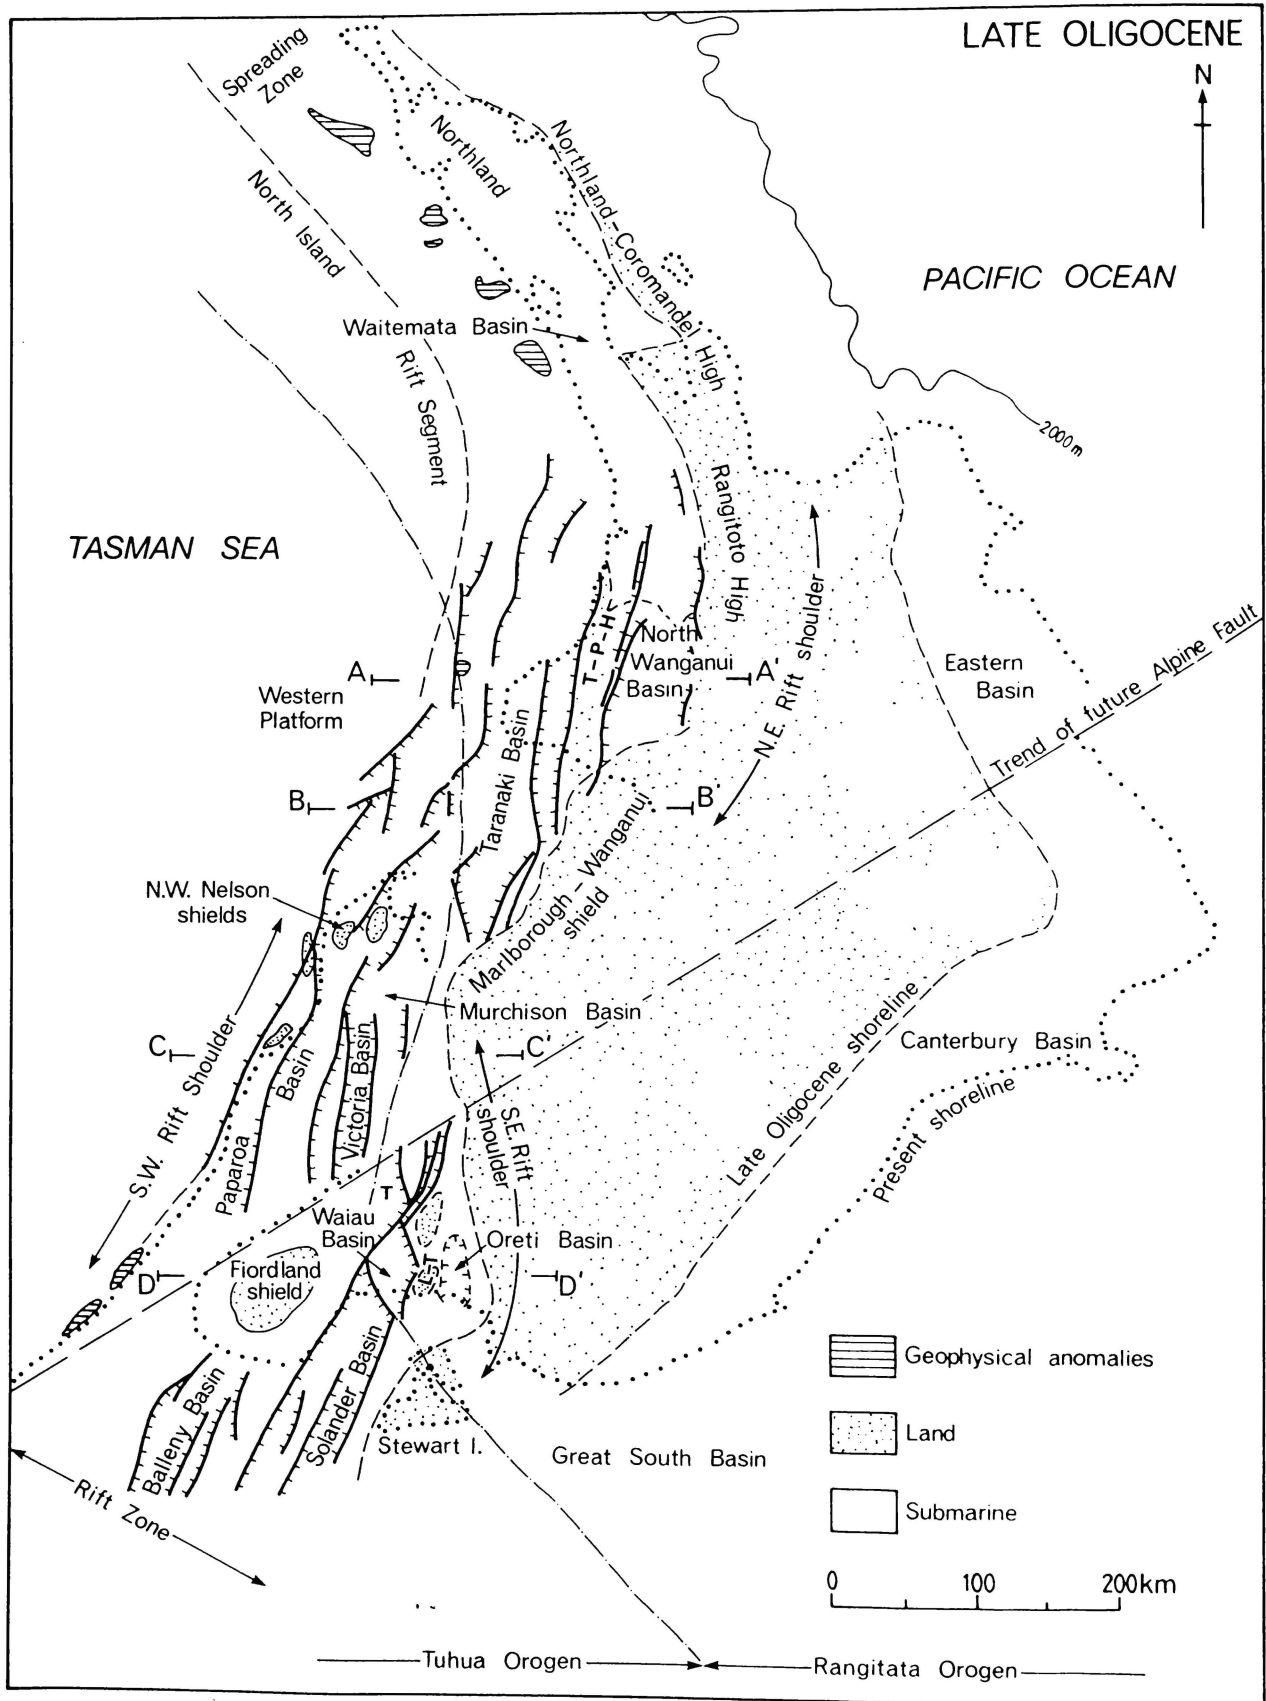 LATE OLIGOCENE
N
Spreading
Zone
Northland
North Island
Northland-Coromandel High
PACIFIC OCEAN
Waitemata Basin
Rift Segment
2000m
Rangitoto High
TASMAN SEA
T-P-H
North
Wanganui
Basin
N.E. Rift shoulder
Eastern
Basin
Trend of future Alpine Fault
A
A'
Western
Platform
Taranaki Basin
B
B'
Marlborough-Wanganui
shield
N.W. Nelson
shields
Murchison Basin
C
C'
S.W. Rift Shoulder
Paparoa
Basin
Victoria Basin
S.E. Rift
shoulder
Late Oligocene shoreline
Canterbury Basin
Present shoreline
T
Waiau
Basin
L-T
Oreti Basin
D
D'
Fiordland
shield
Balleny Basin
Solander Basin
Stewart I.
Great South Basin
Rift Zone
Geophysical anomalies
Land
Submarine
0 100 200km
Tuhua Orogen
Rangitata Orogen